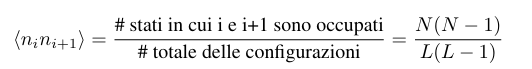 ⟨n_i n_{i+1}⟩ = # stati in cui i e i+1 sono occupati / # totale delle configurazioni = N(N − 1) / L(L − 1)